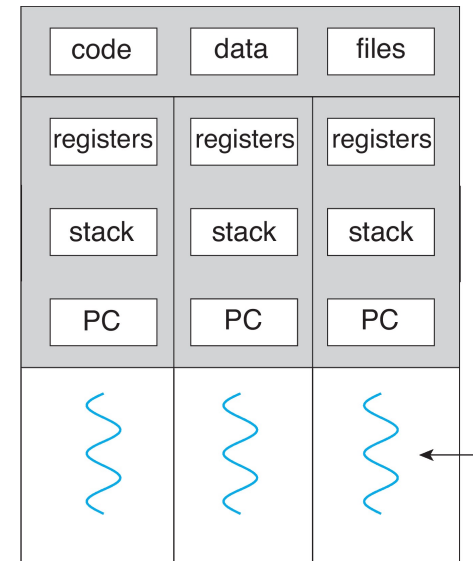 code data files
registers registers registers
stack stack stack
PC PC PC